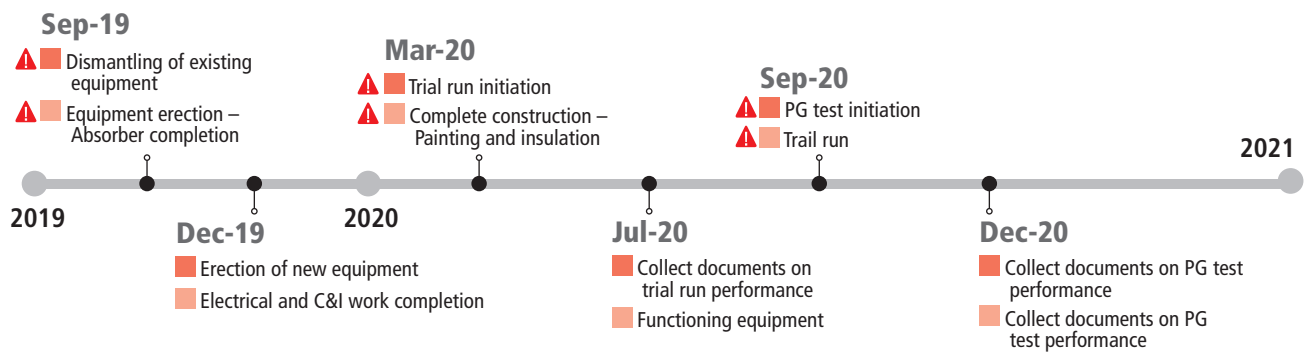 Sep-19
Dismantling of existing
equipment
Equipment erection –
Absorber completion
Mar-20
Trial run initiation
Complete construction –
Painting and insulation
Sep-20
PG test initiation
Trail run
2021
2019
2020
Dec-19
Erection of new equipment
Electrical and C&I work completion
Jul-20
Collect documents on
trial run performance
Functioning equipment
Dec-20
Collect documents on PG test
performance
Collect documents on PG
test performance